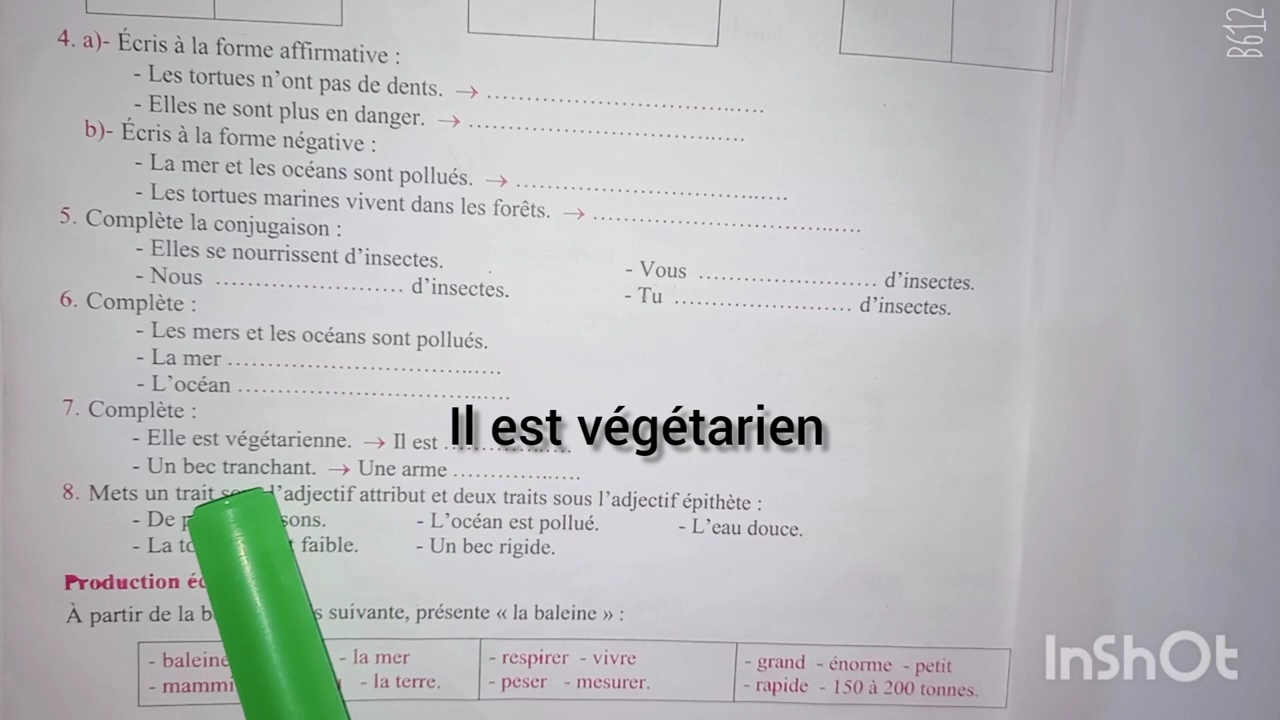 4. a)- Écris à la forme affirmative :
- Les tortues n'ont pas de dents. → ..............................
- Elles ne sont plus en danger. → ..............................
b)- Écris à la forme négative :
- La mer et les océans sont pollués. → ..............................
- Les tortues marines vivent dans les forêts. → ..............................
5. Complète la conjugaison :
- Elles se nourrissent d'insectes.
- Vous ........................ d'insectes.
- Nous ........................ d'insectes.
- Tu ........................ d'insectes.
6. Complète :
- Les mers et les océans sont pollués.
- La mer ..............................
- L'océan ..............................
7. Complète :
- Elle est végétarienne. → Il est ................
Il est végétarien
- Un bec tranchant. → Une arme ................
8. Mets un trait l'adjectif attribut et deux traits sous l'adjectif épithète :
- De - L'océan est pollué. - L'eau douce.
- La faible. - Un bec rigide.
Production
À partir de la suivante, présente « la baleine » :
- baleine - la mer - respirer - vivre - grand - énorme - petit
- la terre. - peser - mesurer. - rapide - 150 à 200 tonnes.
B612
InShOt